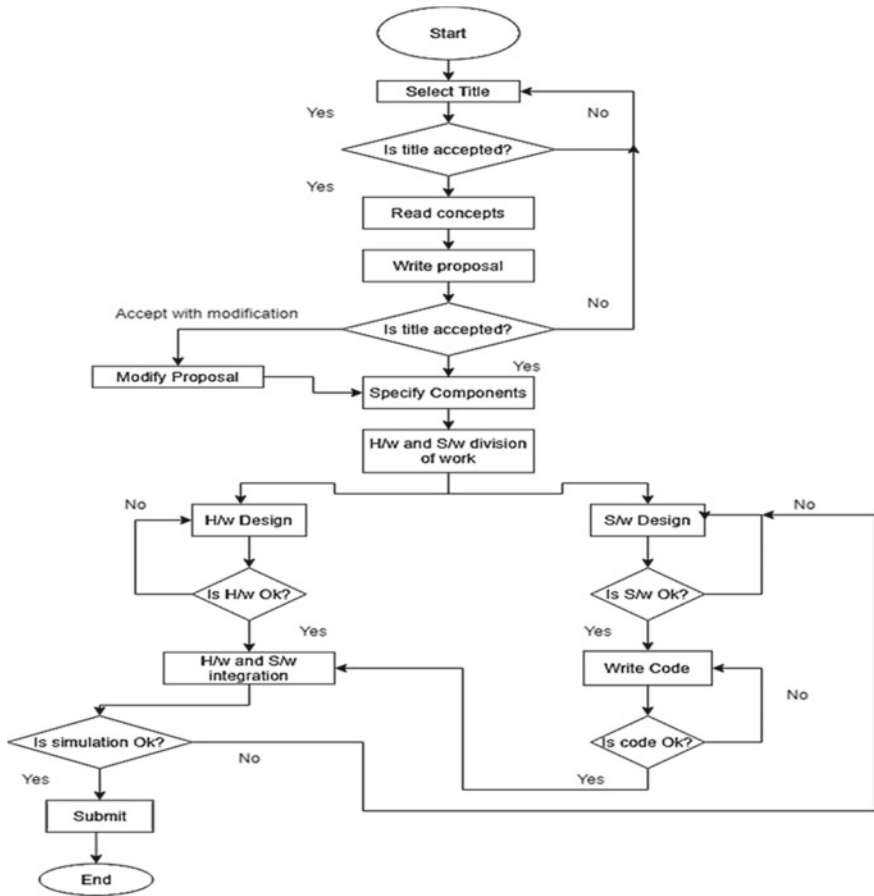 Start
Select Title
Yes
No
Is title accepted?
Yes
Read concepts
Write proposal
No
Accept with modification
Is title accepted?
Yes
Modify Proposal
Specify Components
H/w and S/w division
of work
No
No
H/w Design
S/w Design
Is H/w Ok?
Is S/w Ok?
Yes
Yes
H/w and S/w
integration
Write Code
No
Is simulation Ok?
Is code Ok?
No
Yes
Yes
Submit
End